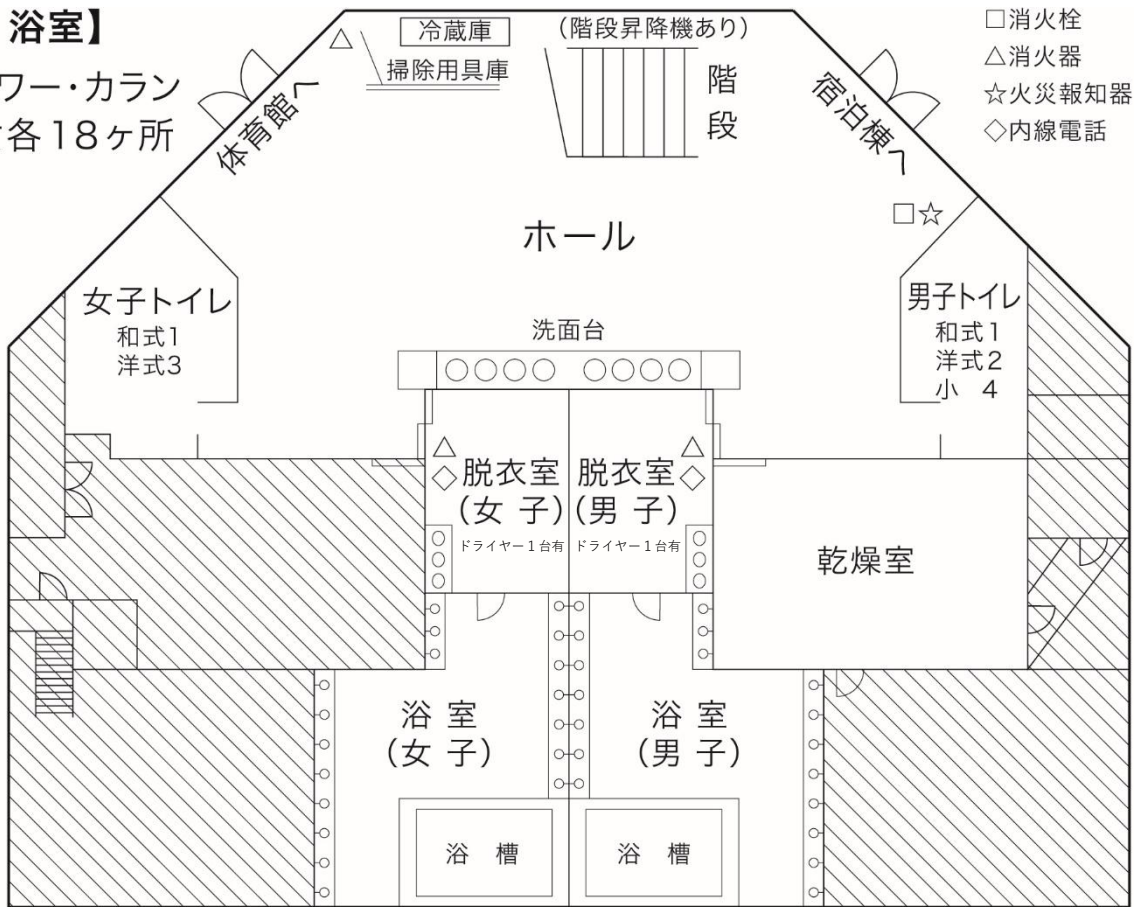 浴室】
ワー・カラン
各18ヶ所
冷蔵庫
掃除用具庫
(階段昇降機あり)
階段
□消火栓
△消火器
☆火災報知器
◇内線電話
体育館へ
宿泊棟へ
△
□☆
ホール
女子トイレ
和式1
洋式3
男子トイレ
和式1
洋式2
小 4
洗面台
△
◇
脱衣室
(女 子)
ドライヤー1台有
脱衣室
(男 子)
ドライヤー1台有
△
◇
乾燥室
浴 室
(女 子)
浴 室
(男 子)
浴 槽
浴 槽